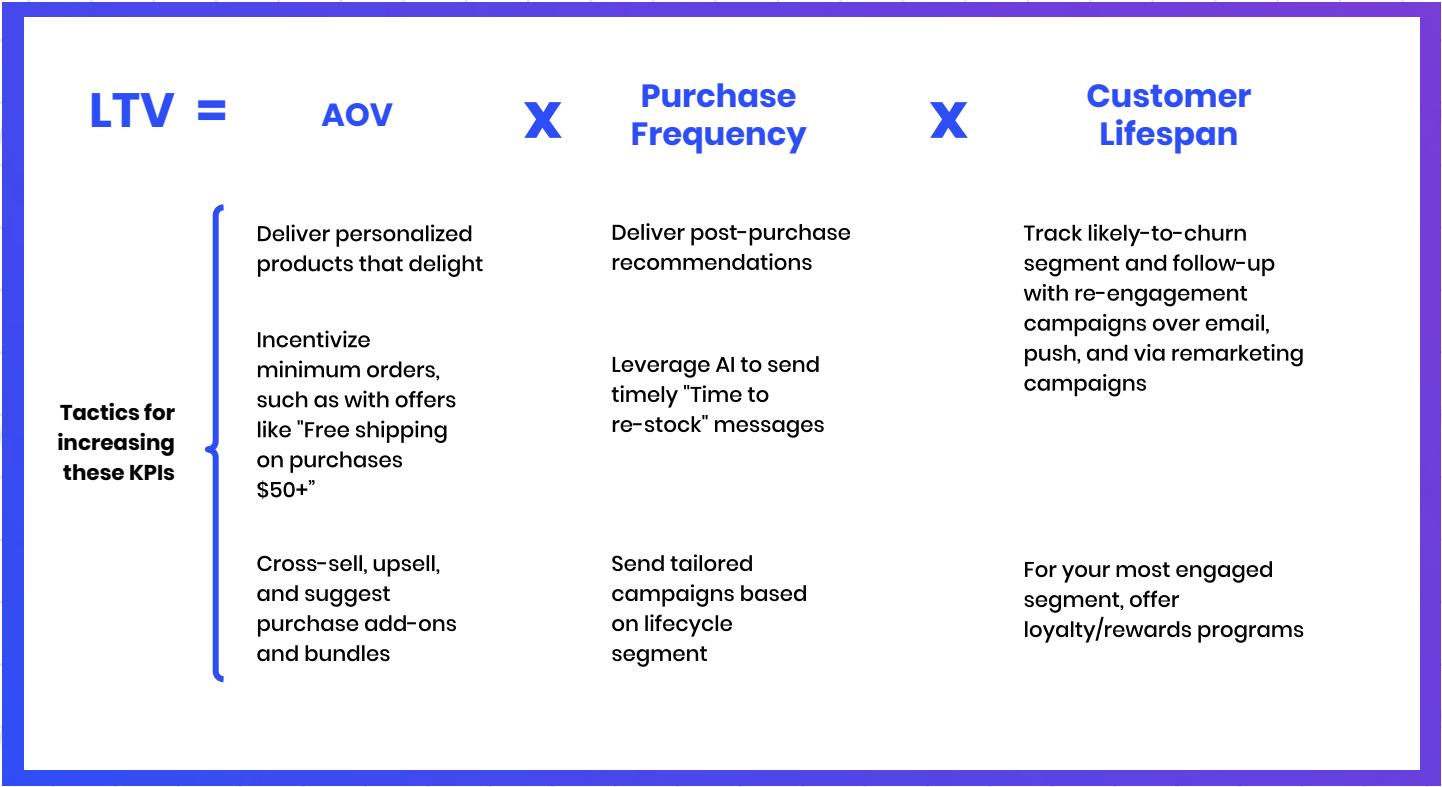 LTV = AOV x Purchase Frequency x Customer Lifespan
Tactics for
increasing
these KPIs
Deliver personalized
products that delight
Incentivize
minimum orders,
such as with offers
like "Free shipping
on purchases
$50+”
Cross-sell, upsell,
and suggest
purchase add-ons
and bundles
Deliver post-purchase
recommendations
Leverage AI to send
timely "Time to
re-stock" messages
Send tailored
campaigns based
on lifecycle
segment
Track likely-to-churn
segment and follow-up
with re-engagement
campaigns over email,
push, and via remarketing
campaigns
For your most engaged
segment, offer
loyalty/rewards programs